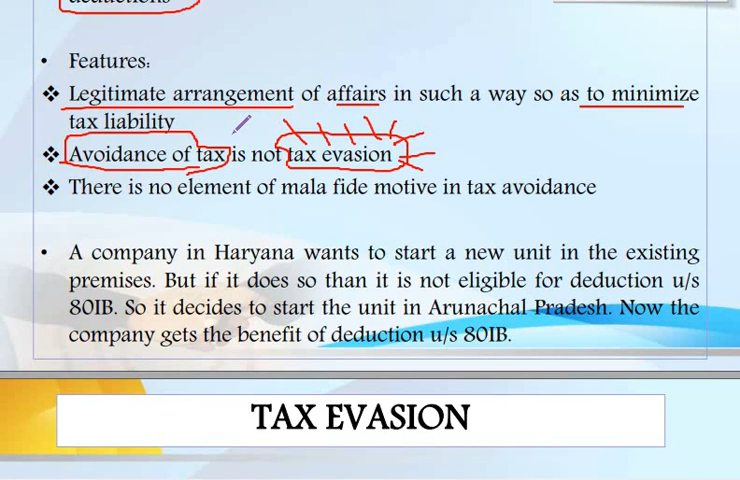 deductions
• Features:
❖ Legitimate arrangement of affairs in such a way so as to minimize
tax liability
❖ Avoidance of tax is not tax evasion
❖ There is no element of mala fide motive in tax avoidance
• A company in Haryana wants to start a new unit in the existing
premises. But if it does so than it is not eligible for deduction u/s
80IB. So it decides to start the unit in Arunachal Pradesh. Now the
company gets the benefit of deduction u/s 80IB.
TAX EVASION